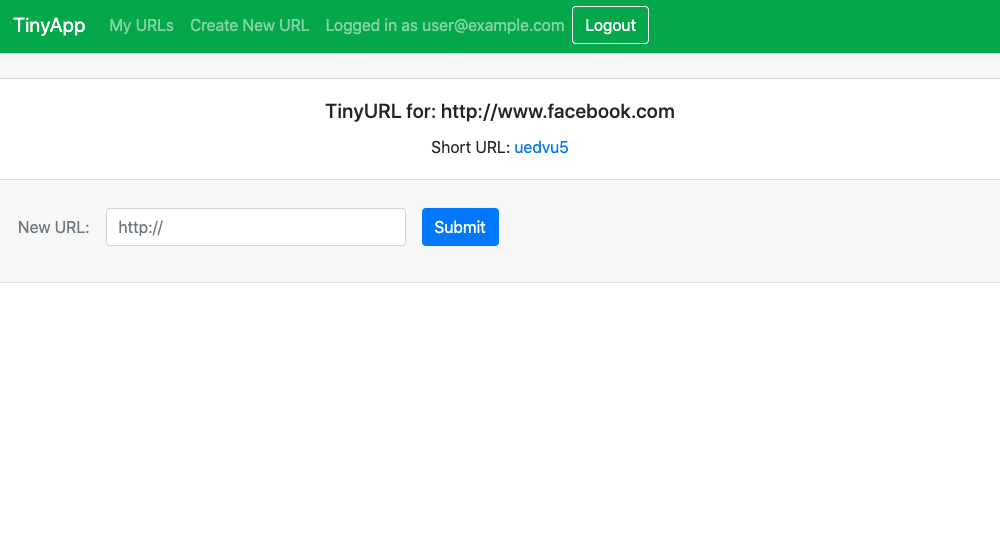 TinyApp My URLs Create New URL Logged in as user@example.com Logout
TinyURL for: http://www.facebook.com
Short URL: uedvu5
New URL: http:// Submit